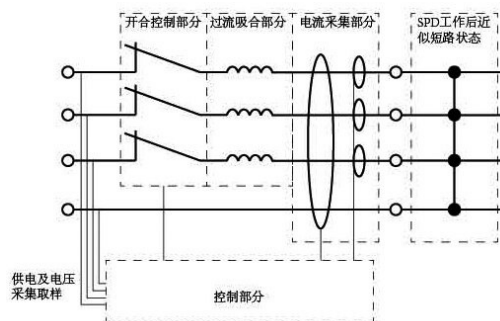 开合控制部分
过流吸合部分
电流采集部分
SPD工作后近
似短路状态
供电及电压
采集取样
控制部分